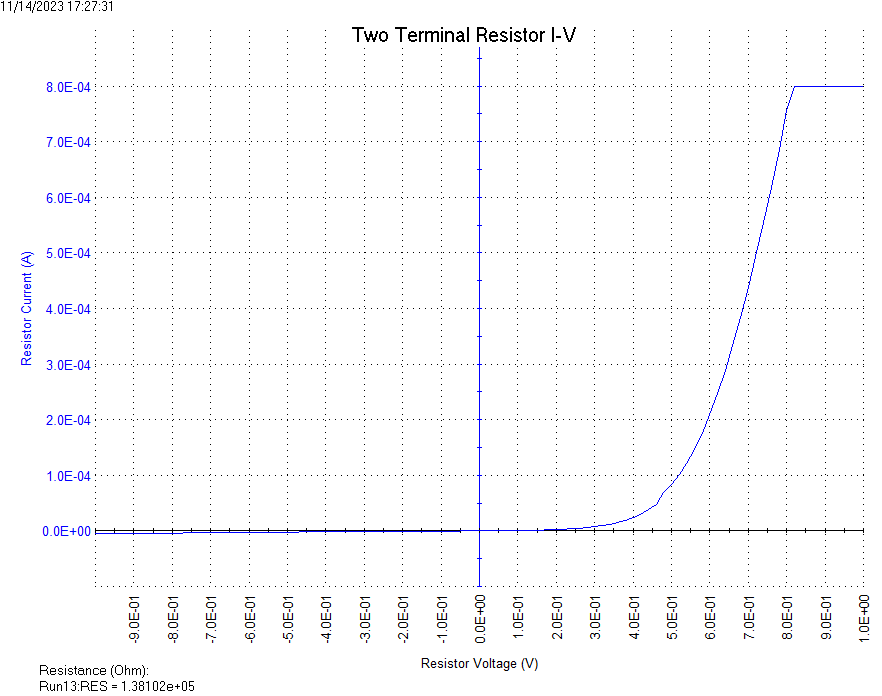 11/14/2023 17:27:31
Two Terminal Resistor I-V
8.0E-04
7.0E-04
6.0E-04
5.0E-04
4.0E-04
3.0E-04
2.0E-04
1.0E-04
0.0E+00
Resistor Current (A)
-9.0E-01
-8.0E-01
-7.0E-01
-6.0E-01
-5.0E-01
-4.0E-01
-3.0E-01
-2.0E-01
-1.0E-01
0.0E+00
1.0E-01
2.0E-01
3.0E-01
4.0E-01
5.0E-01
6.0E-01
7.0E-01
8.0E-01
9.0E-01
1.0E+00
Resistor Voltage (V)
Resistance (Ohm):
Run13:RES = 1.38102e+05